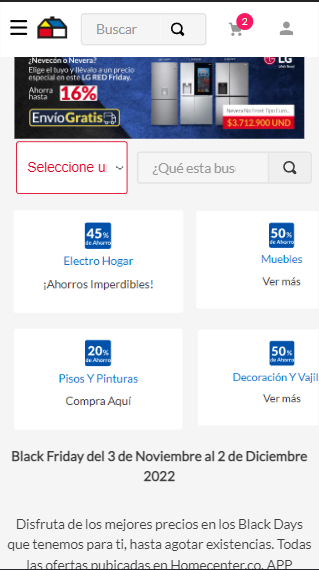 Buscar
2
¿Nevecón o Nevera?
Elige el tuyo y llévalo a un precio
especial en este LG RED Friday.
Ahorra
hasta
16%
EnvíoGratis
LG
Nevera No Frost Tipo Euro...
$3.712.900 UND
Seleccione u
¿Qué esta bus
45%
de Ahorro
Electro Hogar
¡Ahorros Imperdibles!
50%
de Ahorro
Muebles
Ver más
20%
de Ahorro
Pisos Y Pinturas
Compra Aquí
50%
de Ahorro
Decoración Y Vajil
Ver más
Black Friday del 3 de Noviembre al 2 de Diciembre
2022
Disfruta de los mejores precios en los Black Days
que tenemos para ti, hasta agotar existencias. Todas
las ofertas pubicadas en Homecenter.co, APP